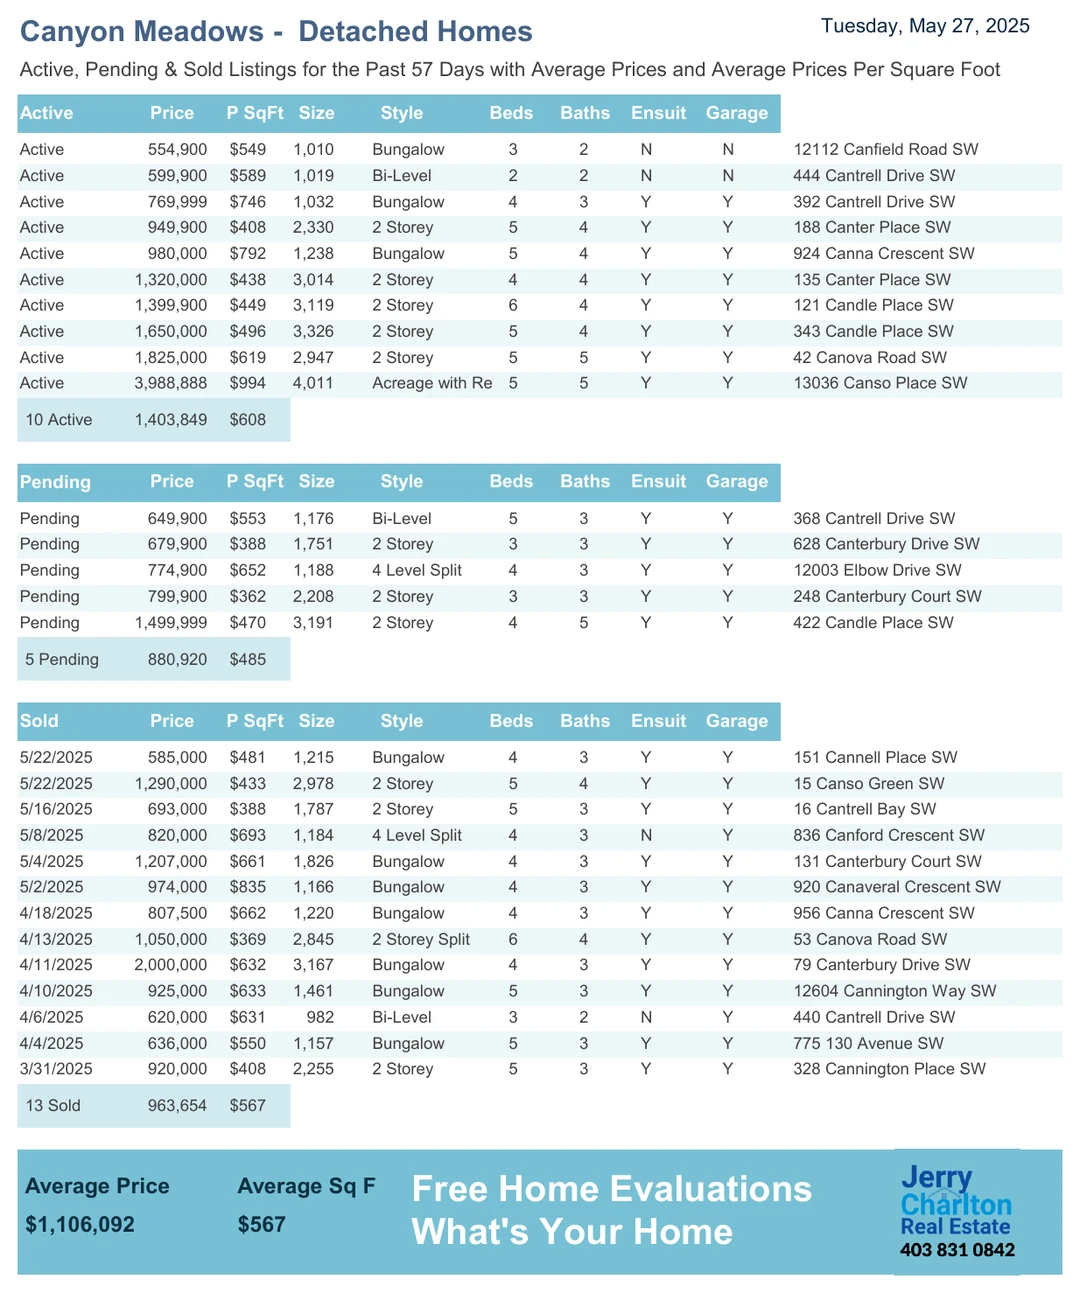 Canyon Meadows -  Detached Homes
Tuesday, May 27, 2025
Active, Pending & Sold Listings for the Past 57 Days with Average Prices and Average Prices Per Square Foot
Active Price P SqFt Size Style Beds Baths Ensuit Garage
Active 554,900 $549 1,010 Bungalow 3 2 N N 12112 Canfield Road SW
Active 599,900 $589 1,019 Bi-Level 2 2 N N 444 Cantrell Drive SW
Active 769,999 $746 1,032 Bungalow 4 3 Y Y 392 Cantrell Drive SW
Active 949,900 $408 2,330 2 Storey 5 4 Y Y 188 Canter Place SW
Active 980,000 $792 1,238 Bungalow 5 4 Y Y 924 Canna Crescent SW
Active 1,320,000 $438 3,014 2 Storey 4 4 Y Y 135 Canter Place SW
Active 1,399,900 $449 3,119 2 Storey 6 4 Y Y 121 Candle Place SW
Active 1,650,000 $496 3,326 2 Storey 5 4 Y Y 343 Candle Place SW
Active 1,825,000 $619 2,947 2 Storey 5 5 Y Y 42 Canova Road SW
Active 3,988,888 $994 4,011 Acreage with Re 5 5 Y Y 13036 Canso Place SW
10 Active 1,403,849 $608
Pending Price P SqFt Size Style Beds Baths Ensuit Garage
Pending 649,900 $553 1,176 Bi-Level 5 3 Y Y 368 Cantrell Drive SW
Pending 679,900 $388 1,751 2 Storey 3 3 Y Y 628 Canterbury Drive SW
Pending 774,900 $652 1,188 4 Level Split 4 3 Y Y 12003 Elbow Drive SW
Pending 799,900 $362 2,208 2 Storey 3 3 Y Y 248 Canterbury Court SW
Pending 1,499,999 $470 3,191 2 Storey 4 5 Y Y 422 Candle Place SW
5 Pending 880,920 $485
Sold Price P SqFt Size Style Beds Baths Ensuit Garage
5/22/2025 585,000 $481 1,215 Bungalow 4 3 Y Y 151 Cannell Place SW
5/22/2025 1,290,000 $433 2,978 2 Storey 5 4 Y Y 15 Canso Green SW
5/16/2025 693,000 $388 1,787 2 Storey 5 3 Y Y 16 Cantrell Bay SW
5/8/2025 820,000 $693 1,184 4 Level Split 4 3 N Y 836 Canford Crescent SW
5/4/2025 1,207,000 $661 1,826 Bungalow 4 3 Y Y 131 Canterbury Court SW
5/2/2025 974,000 $835 1,166 Bungalow 4 3 Y Y 920 Canaveral Crescent SW
4/18/2025 807,500 $662 1,220 Bungalow 4 3 Y Y 956 Canna Crescent SW
4/13/2025 1,050,000 $369 2,845 2 Storey Split 6 4 Y Y 53 Canova Road SW
4/11/2025 2,000,000 $632 3,167 Bungalow 4 3 Y Y 79 Canterbury Drive SW
4/10/2025 925,000 $633 1,461 Bungalow 5 3 Y Y 12604 Cannington Way SW
4/6/2025 620,000 $631 982 Bi-Level 3 2 N Y 440 Cantrell Drive SW
4/4/2025 636,000 $550 1,157 Bungalow 5 3 Y Y 775 130 Avenue SW
3/31/2025 920,000 $408 2,255 2 Storey 5 3 Y Y 328 Cannington Place SW
13 Sold 963,654 $567
Average Price Average Sq F
$1,106,092 $567
Free Home Evaluations
What's Your Home
Jerry
Charlton
Real Estate
403 831 0842